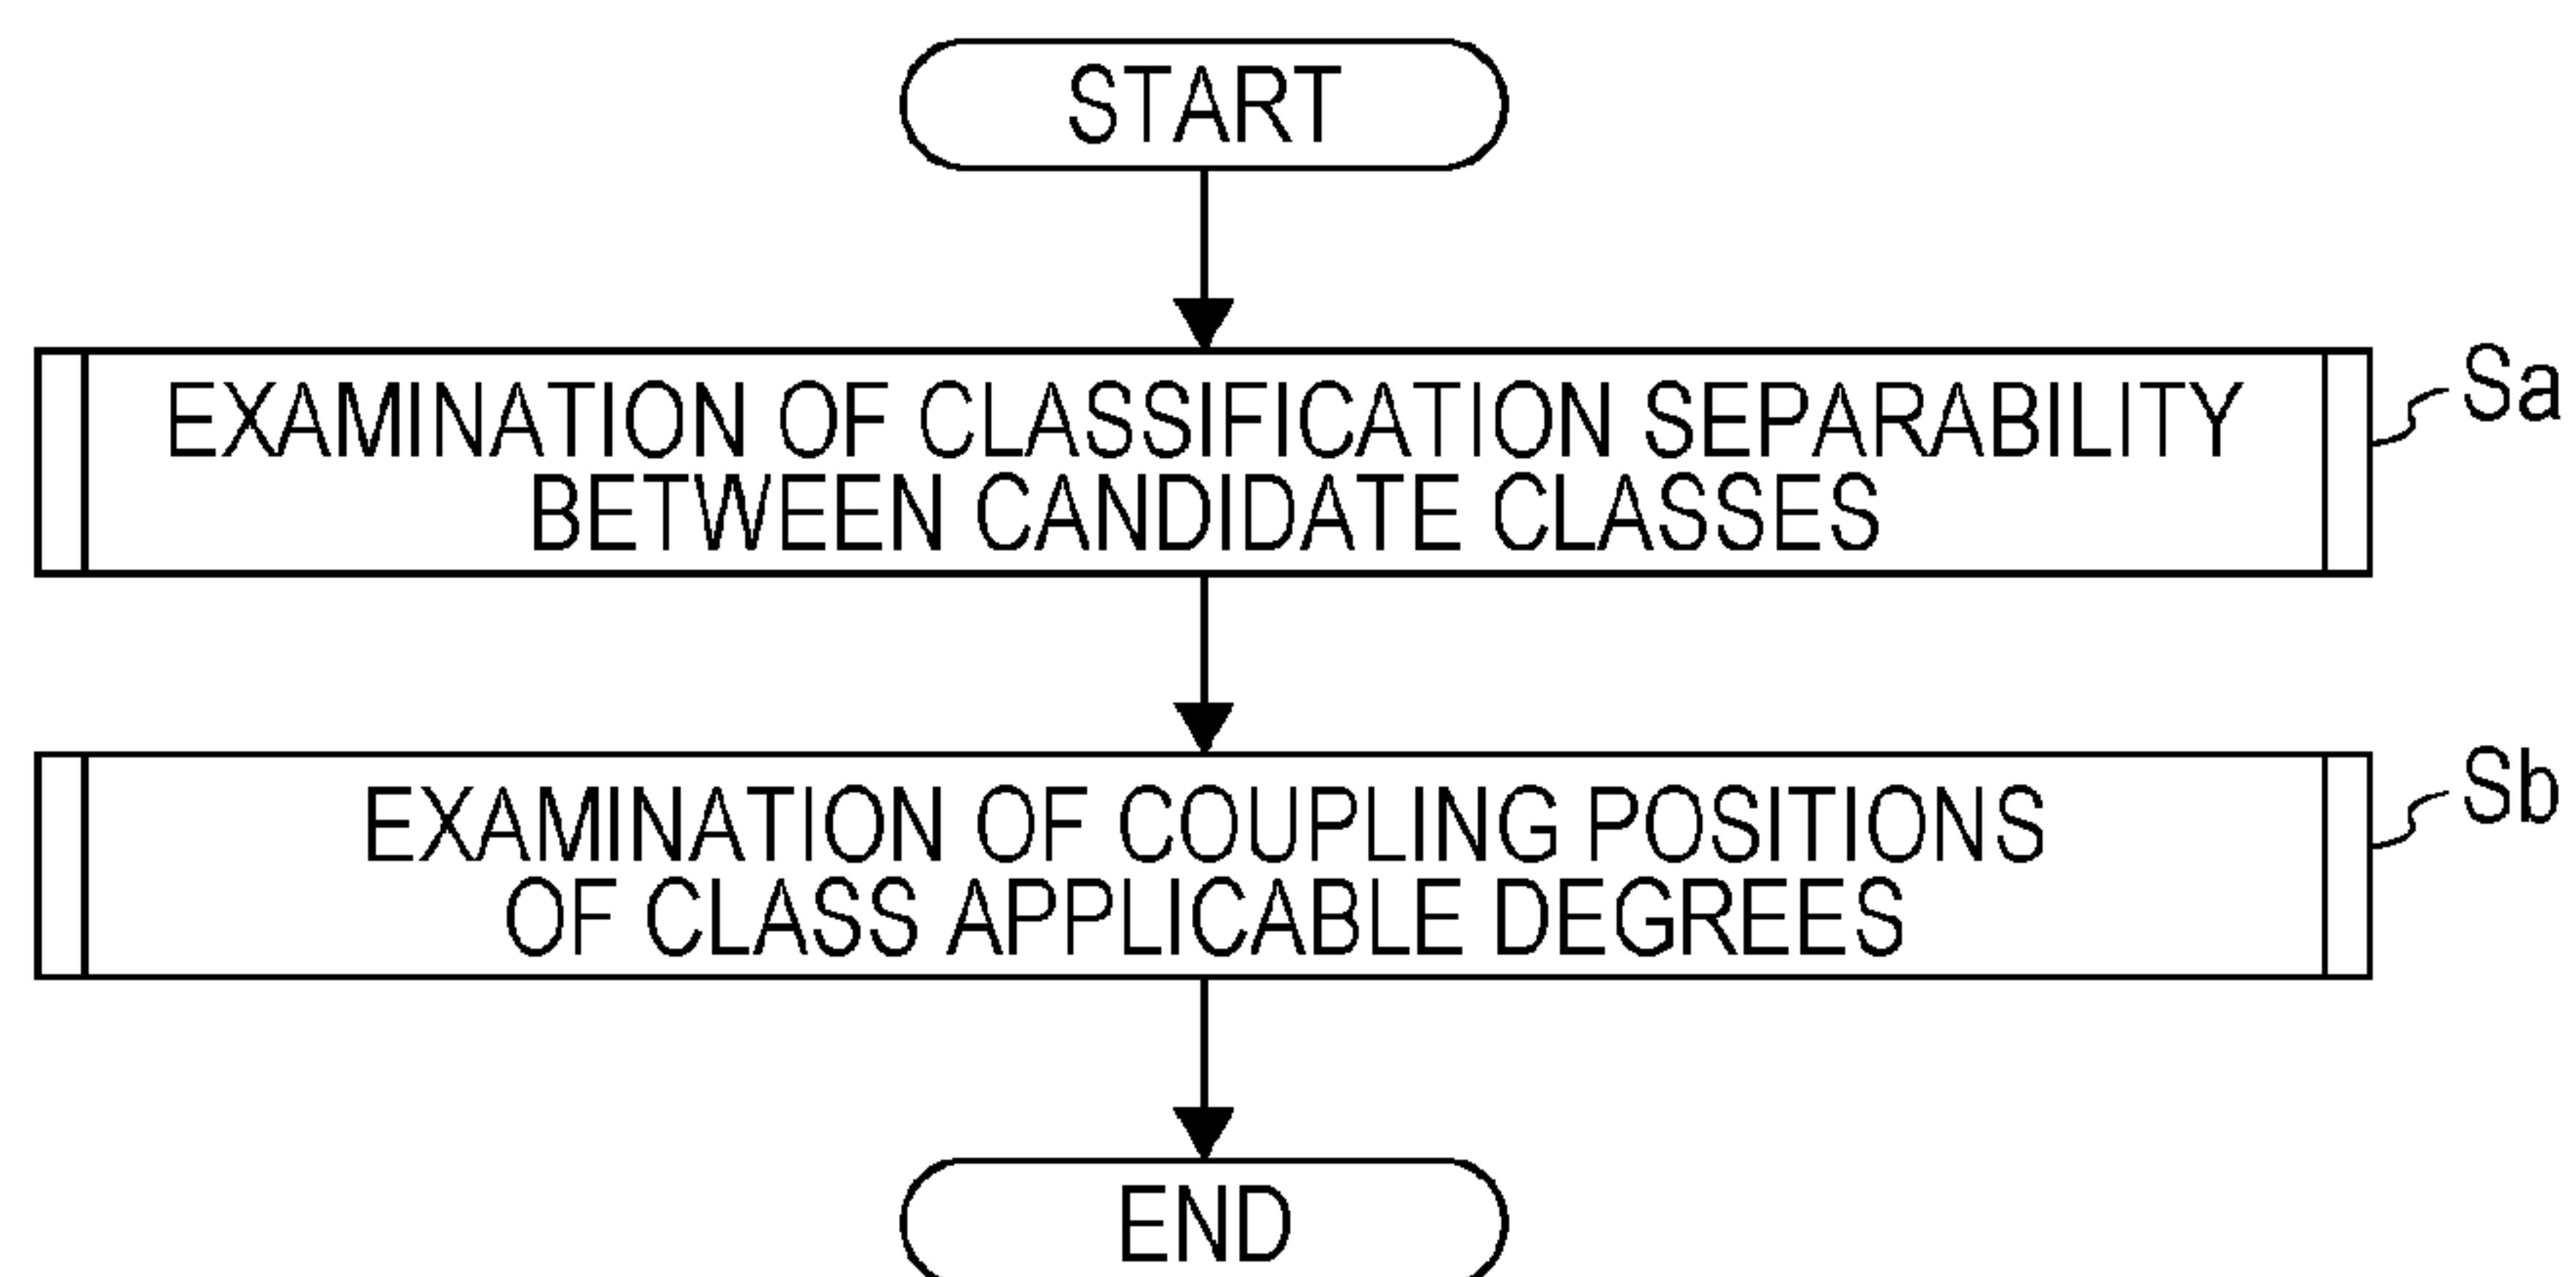 START
EXAMINATION OF CLASSIFICATION SEPARABILITY
BETWEEN CANDIDATE CLASSES
Sa
EXAMINATION OF COUPLING POSITIONS
OF CLASS APPLICABLE DEGREES
Sb
END